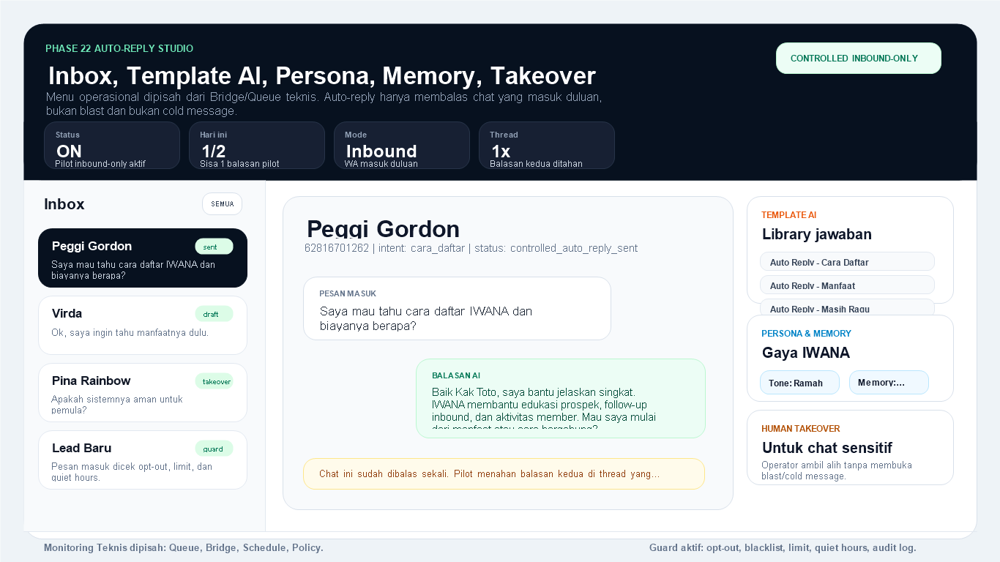 PHASE 22 AUTO-REPLY STUDIO
CONTROLLED INBOUND-ONLY
Inbox, Template AI, Persona, Memory, Takeover
Menu operasional dipisah dari Bridge/Queue teknis. Auto-reply hanya membalas chat yang masuk duluan,
bukan blast dan bukan cold message.
Status
ON
Pilot inbound-only aktif
Hari ini
1/2
Sisa 1 balasan pilot
Mode
Inbound
WA masuk duluan
Thread
1x
Balasan kedua ditahan
Inbox
SEMUA
Peggi Gordon
sent
Saya mau tahu cara daftar IWANA dan
biayanya berapa?
Virda
draft
Ok, saya ingin tahu manfaatnya dulu.
Pina Rainbow
takeover
Apakah sistemnya aman untuk
pemula?
Lead Baru
guard
Pesan masuk dicek opt-out, limit, dan
quiet hours.
Peggi Gordon
62816701262 | intent: cara_daftar | status: controlled_auto_reply_sent
PESAN MASUK
Saya mau tahu cara daftar IWANA dan
biayanya berapa?
BALASAN AI
Baik Kak Toto, saya bantu jelaskan singkat.
IWANA membantu edukasi prospek, follow-up
inbound, dan aktivitas member. Mau saya mulai
dari manfaat atau cara bergabung?
Chat ini sudah dibalas sekali. Pilot menahan balasan kedua di thread yang...
TEMPLATE AI
Library jawaban
Auto Reply - Cara Daftar
Auto Reply - Manfaat
Auto Reply - Masih Ragu
PERSONA & MEMORY
Gaya IWANA
Tone: Ramah
Memory:...
HUMAN TAKEOVER
Untuk chat sensitif
Operator ambil alih tanpa membuka
blast/cold message.
Monitoring Teknis dipisah: Queue, Bridge, Schedule, Policy.
Guard aktif: opt-out, blacklist, limit, quiet hours, audit log.